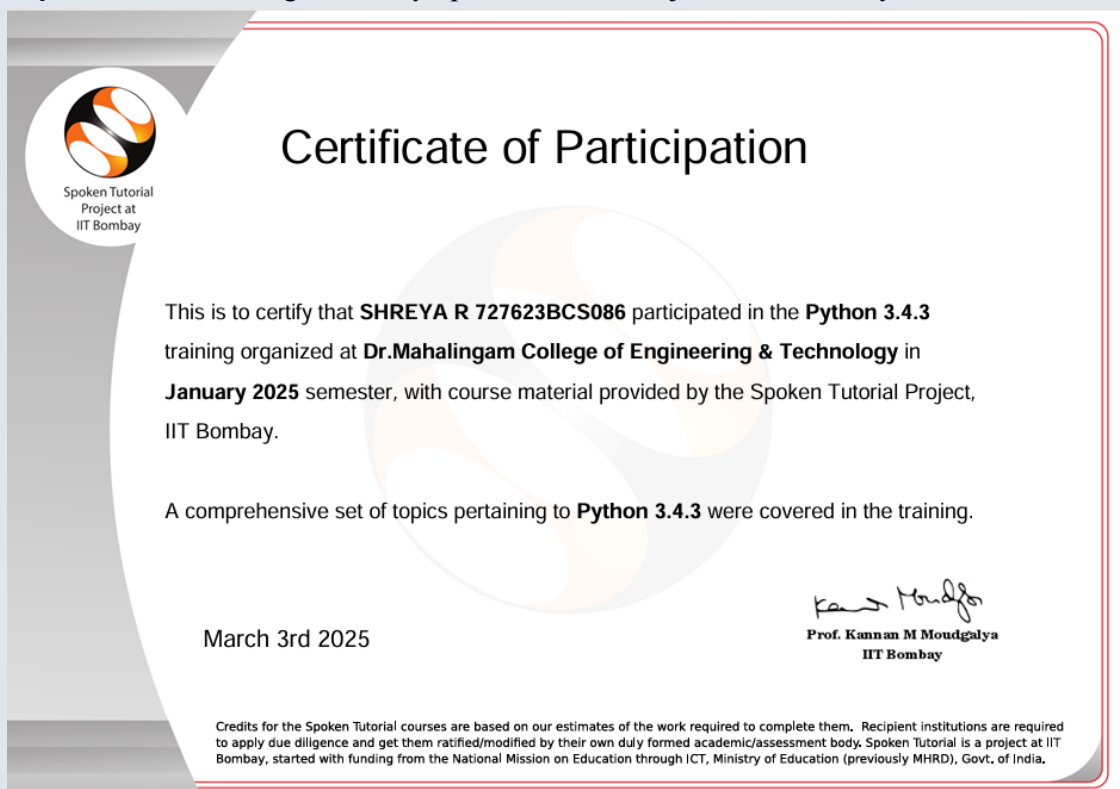 Spoken Tutorial
Project at
IIT Bombay
Certificate of Participation
This is to certify that SHREYA R 727623BCS086 participated in the Python 3.4.3
training organized at Dr.Mahalingam College of Engineering & Technology in
January 2025 semester, with course material provided by the Spoken Tutorial Project,
IIT Bombay.
A comprehensive set of topics pertaining to Python 3.4.3 were covered in the training.
March 3rd 2025
Prof. Kannan M Moudgalya
IIT Bombay
Credits for the Spoken Tutorial courses are based on our estimates of the work required to complete them. Recipient institutions are required
to apply due diligence and get them ratified/modified by their own duly formed academic/assessment body. Spoken Tutorial is a project at IIT
Bombay, started with funding from the National Mission on Education through ICT, Ministry of Education (previously MHRD), Govt. of India.